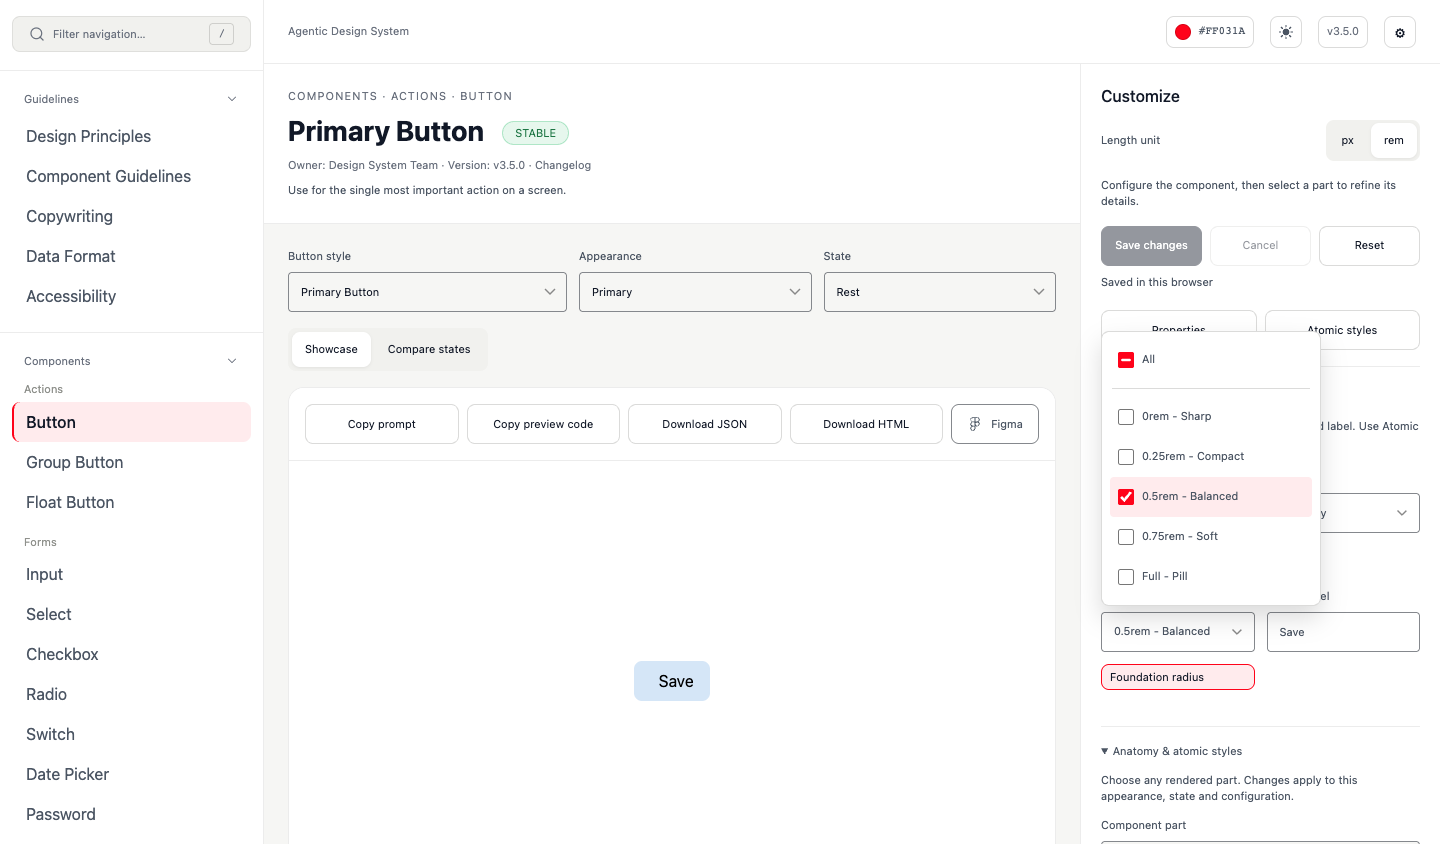 Filter navigation...
/
Guidelines
Design Principles
Component Guidelines
Copywriting
Data Format
Accessibility
Components
Actions
Button
Group Button
Float Button
Forms
Input
Select
Checkbox
Radio
Switch
Date Picker
Password
Agentic Design System
#FF031A
v3.5.0
COMPONENTS · ACTIONS · BUTTON
Primary Button
STABLE
Owner: Design System Team · Version: v3.5.0 · Changelog
Use for the single most important action on a screen.
Button style
Appearance
State
Primary Button
Primary
Rest
Showcase
Compare states
Copy prompt
Copy preview code
Download JSON
Download HTML
Figma
Save
Customize
Length unit
px
rem
Configure the component, then select a part to refine its
details.
Save changes
Cancel
Reset
Saved in this browser
Properties
Atomic styles
All
0rem - Sharp
0.25rem - Compact
0.5rem - Balanced
0.75rem - Soft
Full - Pill
label. Use Atomic
0.5rem - Balanced
Save
Foundation radius
▼ Anatomy & atomic styles
Choose any rendered part. Changes apply to this
appearance, state and configuration.
Component part